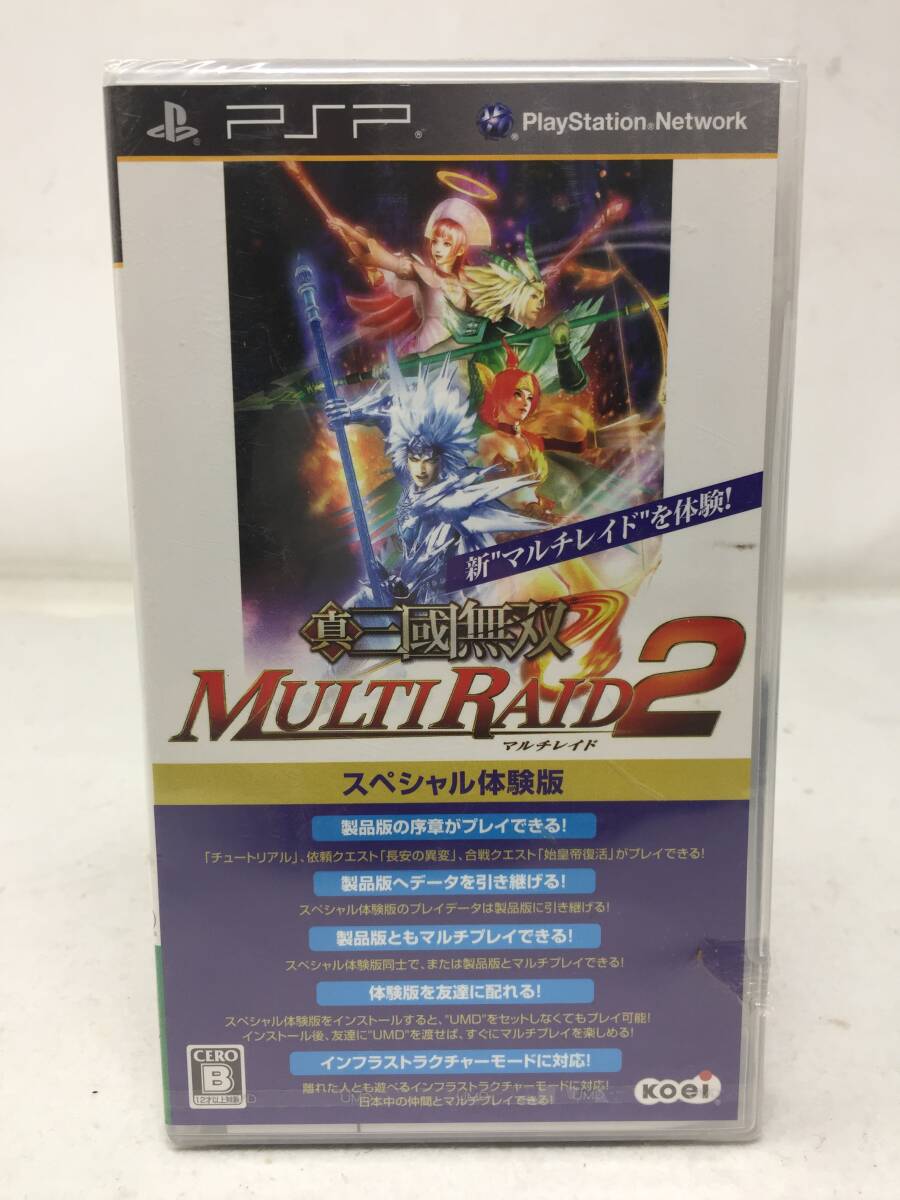 PSP
PlayStation Network
新"マルチレイド"を体験!
真・三國無双
MULTI RAID 2
マルチレイド
スペシャル体験版
製品版の序章がプレイできる!
「チュートリアル」、依頼クエスト「長安の異変」、合戦クエスト「始皇帝復活」がプレイできる!
製品版へデータを引き継げる!
スペシャル体験版のプレイデータは製品版に引き継げる!
製品版ともマルチプレイできる!
スペシャル体験版同士で、または製品版とマルチプレイできる!
体験版を友達に配れる!
スペシャル体験版をインストールすると、"UMD"をセットしなくてもプレイ可能!
インストール後、友達に"UMD"を渡せば、すぐにマルチプレイを楽しめる!
インフラストラクチャーモードに対応!
離れた人とも遊べるインフラストラクチャーモードに対応!
日本中の仲間とマルチプレイできる!
CERO
B
12才以上対象
KOEI